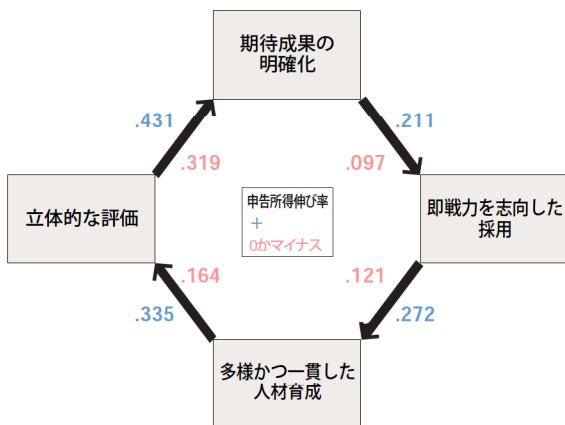 期待成果の
明確化
.431
.211
.319
.097
立体的な評価
申告所得伸び率
+
0かマイナス
即戦力を志向した
採用
.164
.121
.335
.272
多様かつ一貫した
人材育成